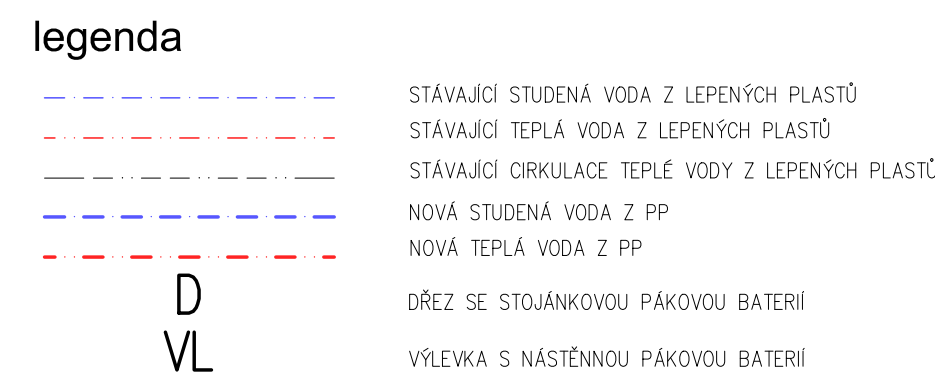 legenda
STÁVAJÍCÍ STUDENÁ VODA Z LEPENÝCH PLASTŮ
STÁVAJÍCÍ TEPLÁ VODA Z LEPENÝCH PLASTŮ
STÁVAJÍCÍ CIRKULACE TEPLÉ VODY Z LEPENÝCH PLASTŮ
NOVÁ STUDENÁ VODA Z PP
NOVÁ TEPLÁ VODA Z PP
D DŘEZ SE STOJÁNKOVOU PÁKOVOU BATERIÍ
VL VÝLEVKA S NÁSTĚNNOU PÁKOVOU BATERIÍ